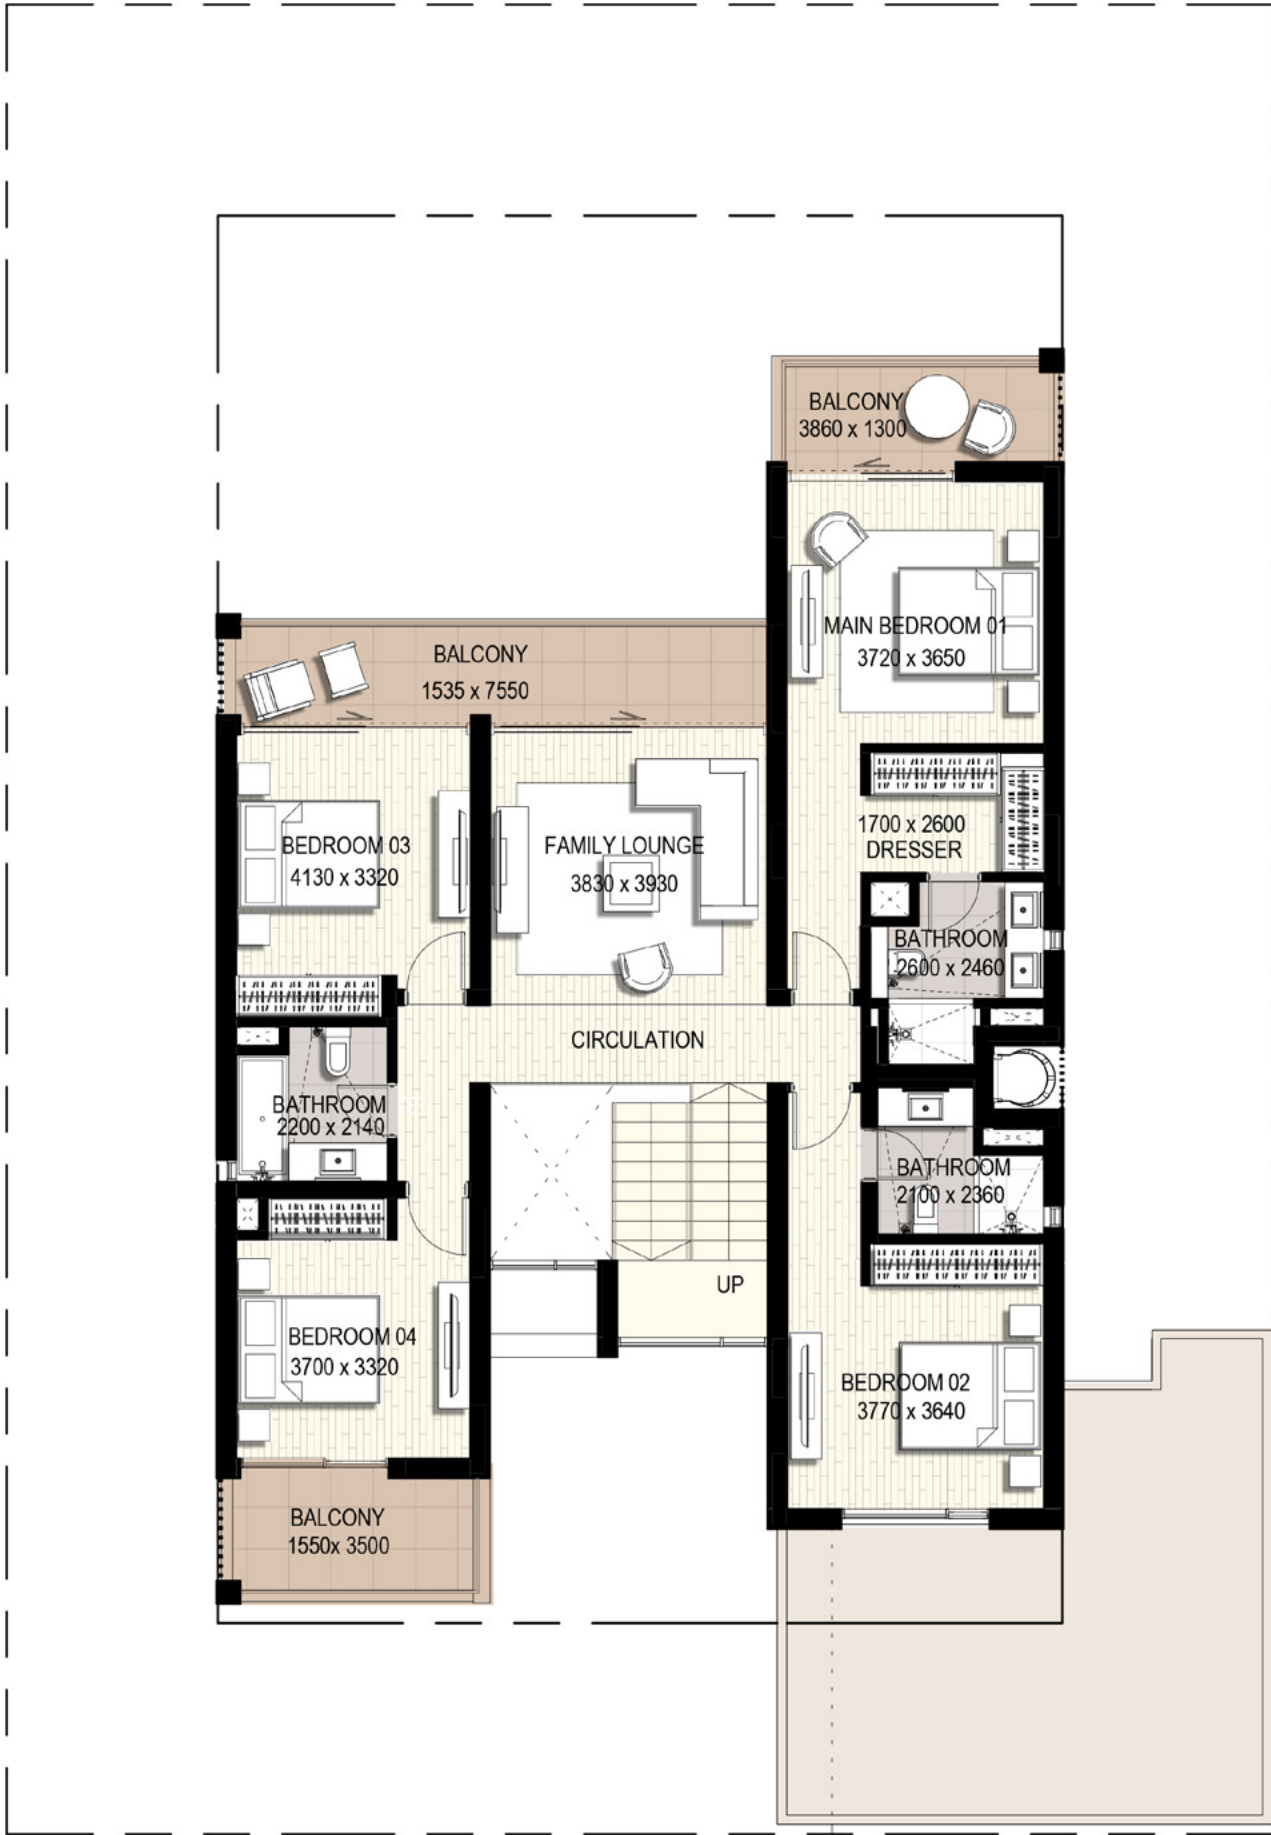 BALCONY
3860 x 1300
MAIN BEDROOM 01
3720 x 3650
BALCONY
1535 x 7550
1700 x 2600
DRESSER
BEDROOM 03
4130 x 3320
FAMILY LOUNGE
3830 x 3930
BATHROOM
2600 x 2460
CIRCULATION
BATHROOM
2200 x 2140
BATHROOM
2100 x 2360
UP
BEDROOM 04
3700 x 3320
BEDROOM 02
3770 x 3640
BALCONY
1550x 3500